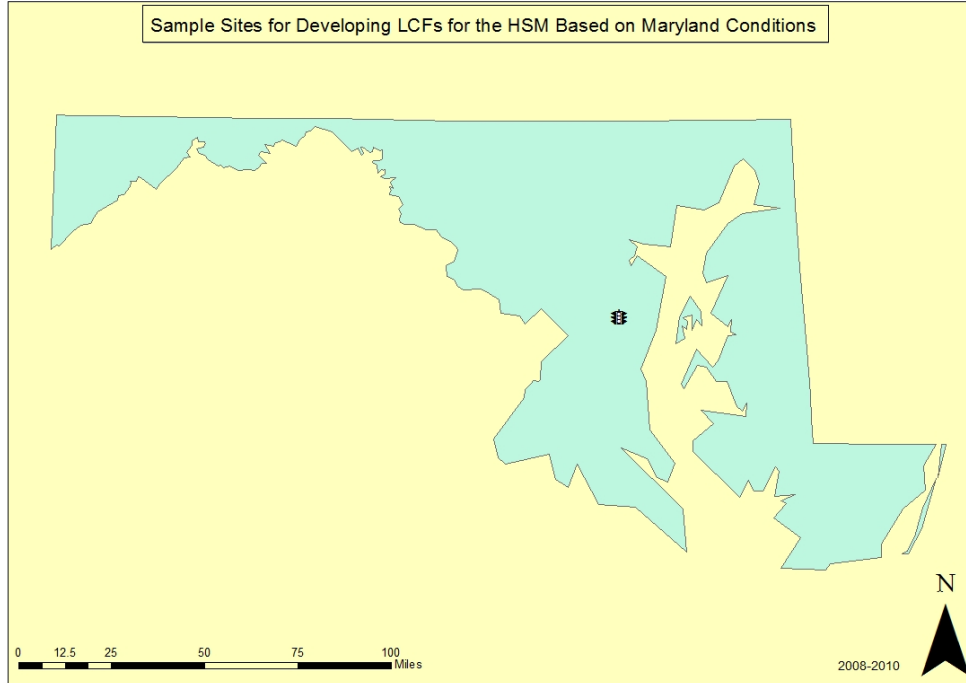 Sample Sites for Developing LCFs for the HSM Based on Maryland Conditions
N
0 12.5 25 50 75 100
Miles
2008-2010